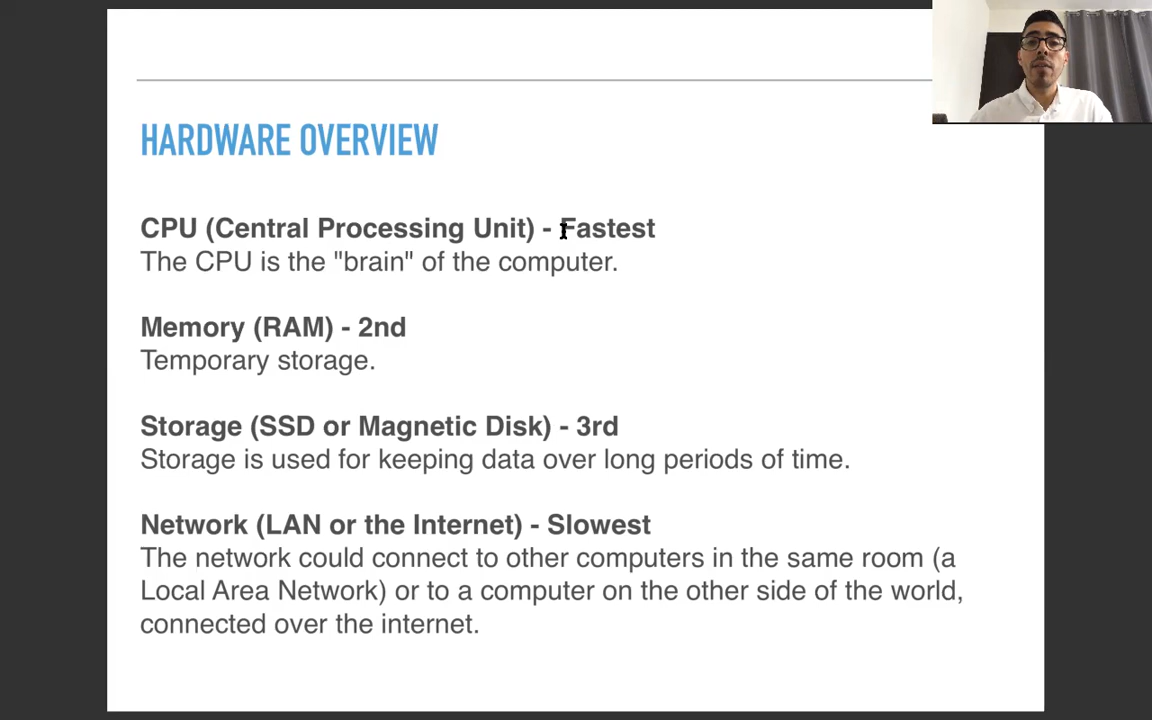 HARDWARE OVERVIEW
CPU (Central Processing Unit) - Fastest
The CPU is the "brain" of the computer.
Memory (RAM) - 2nd
Temporary storage.
Storage (SSD or Magnetic Disk) - 3rd
Storage is used for keeping data over long periods of time.
Network (LAN or the Internet) - Slowest
The network could connect to other computers in the same room (a
Local Area Network) or to a computer on the other side of the world,
connected over the internet.